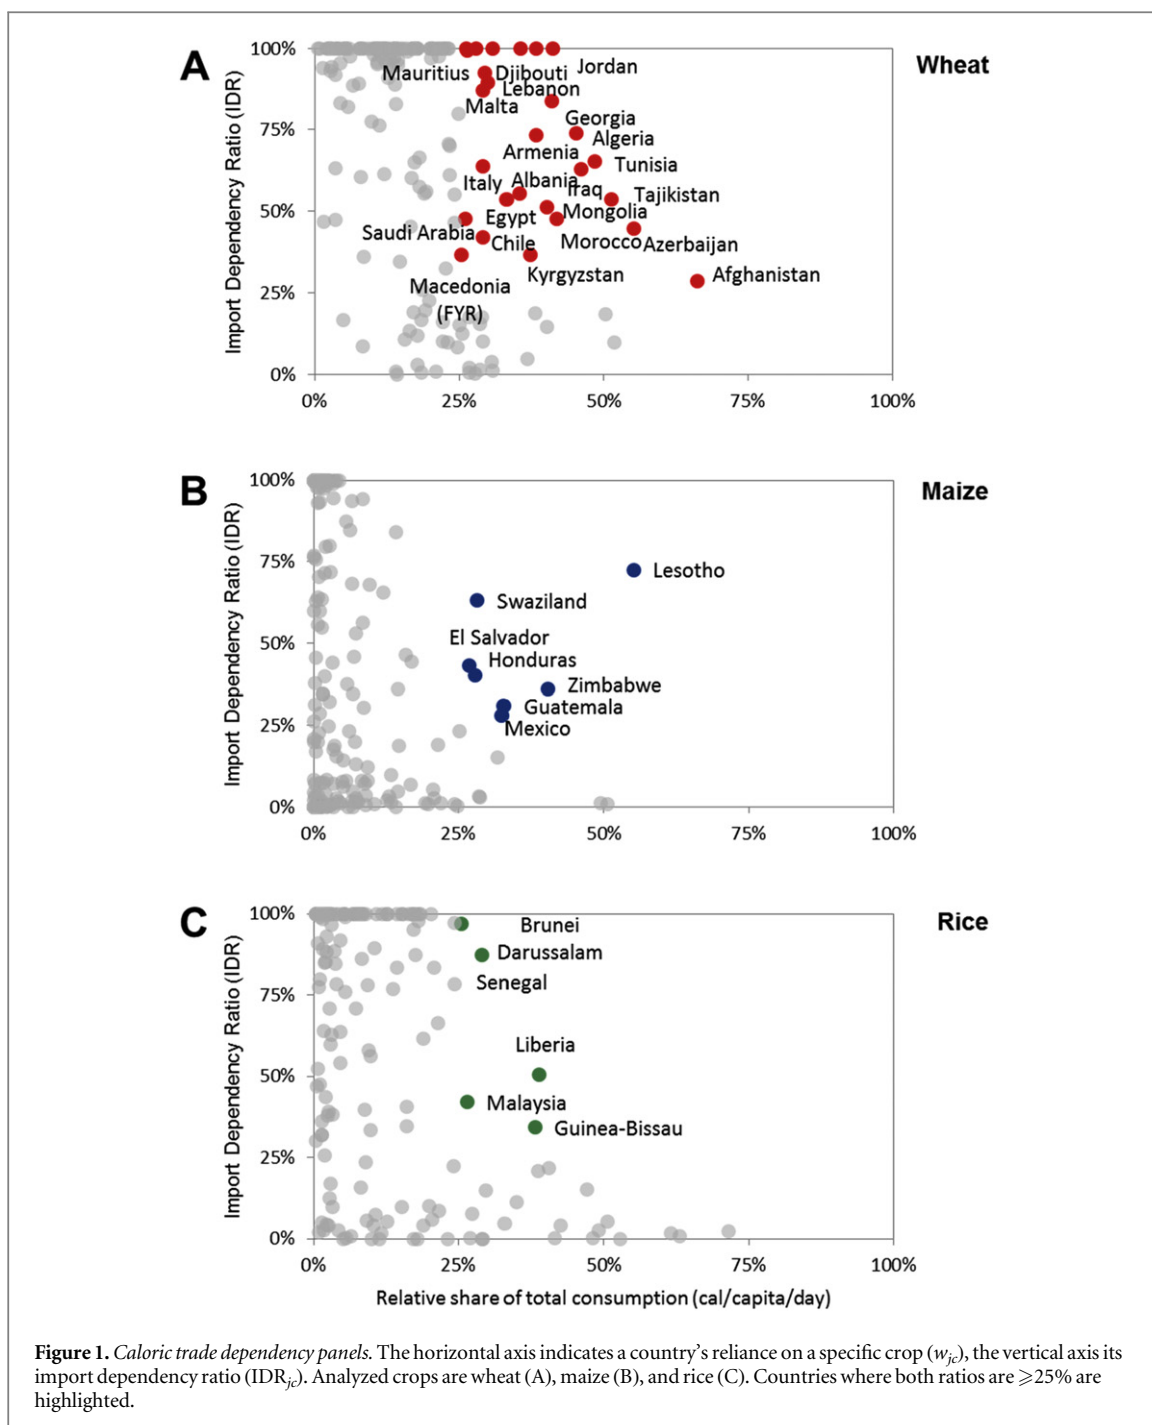 A
Wheat
Import Dependency Ratio (IDR)
100%
75%
50%
25%
0%
0%
25%
50%
75%
100%
Mauritius
Djibouti
Jordan
Lebanon
Malta
Georgia
Algeria
Armenia
Tunisia
Italy
Albania
Iraq
Tajikistan
Egypt
Mongolia
Saudi Arabia
Chile
Morocco
Azerbaijan
Macedonia
(FYR)
Kyrgyzstan
Afghanistan
B
Maize
Import Dependency Ratio (IDR)
100%
75%
50%
25%
0%
0%
25%
50%
75%
100%
Lesotho
Swaziland
El Salvador
Honduras
Zimbabwe
Guatemala
Mexico
C
Rice
Import Dependency Ratio (IDR)
100%
75%
50%
25%
0%
0%
25%
50%
75%
100%
Brunei
Darussalam
Senegal
Liberia
Malaysia
Guinea-Bissau
Relative share of total consumption (cal/capita/day)
Figure 1. Caloric trade dependency panels. The horizontal axis indicates a country's reliance on a specific crop (wjc), the vertical axis its
import dependency ratio (IDRjc). Analyzed crops are wheat (A), maize (B), and rice (C). Countries where both ratios are ⩾25% are
highlighted.